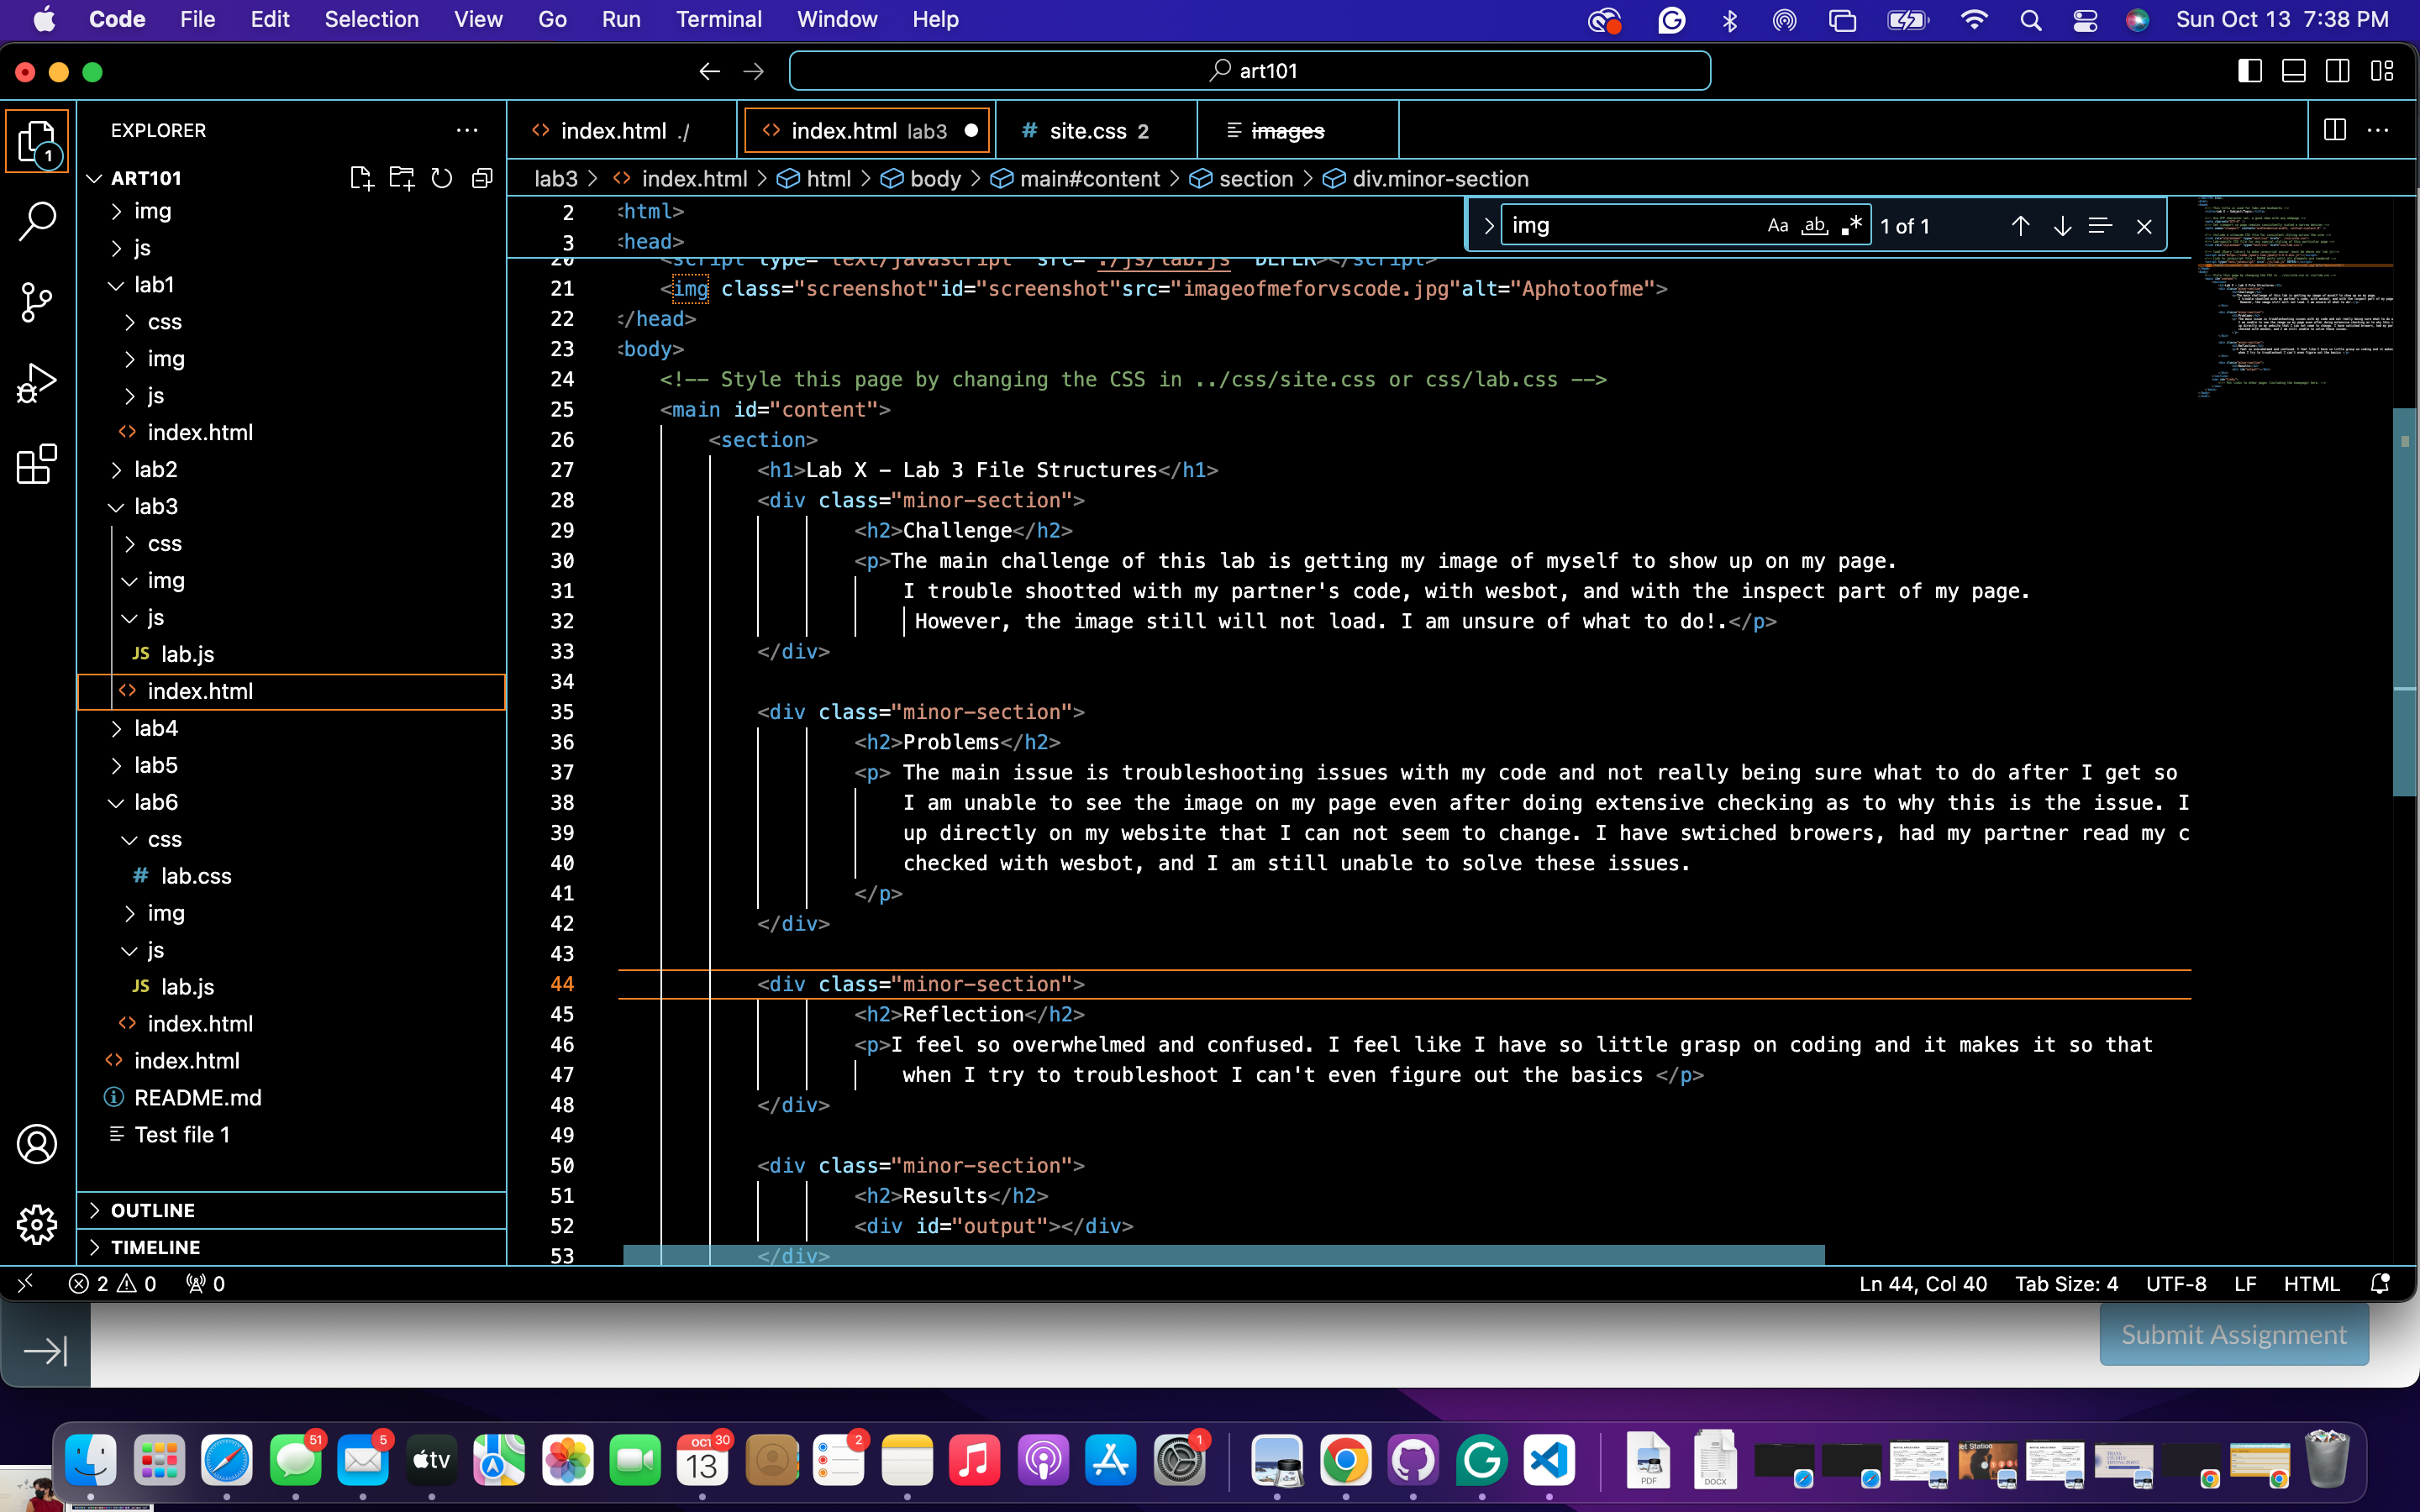 Code File Edit Selection View Go Run Terminal Window Help Sun Oct 13 7:38 PM
art101
EXPLORER
1
ART101
img
js
lab1
css
img
js
index.html
lab2
lab3
css
img
js
JS lab.js
index.html
lab4
lab5
lab6
css
# lab.css
img
js
JS lab.js
index.html
index.html
README.md
Test file 1
OUTLINE
TIMELINE
index.html ./ index.html lab3 # site.css 2 images
lab3 > index.html > html > body > main#content > section > div.minor-section
img Aa ab 1 of 1
2 <html>
3 <head>
20 <script type="text/javascript" src="./js/lab.js" DEFER></script>
21 <img class="screenshot"id="screenshot"src="imageofmeforvscode.jpg"alt="Aphotoofme">
22 </head>
23 <body>
24 <!-- Style this page by changing the CSS in ../css/site.css or css/lab.css -->
25 <main id="content">
26 <section>
27 <h1>Lab X - Lab 3 File Structures</h1>
28 <div class="minor-section">
29 <h2>Challenge</h2>
30 <p>The main challenge of this lab is getting my image of myself to show up on my page.
31 I trouble shootted with my partner's code, with wesbot, and with the inspect part of my page.
32 However, the image still will not load. I am unsure of what to do!.</p>
33 </div>
34
35 <div class="minor-section">
36 <h2>Problems</h2>
37 <p> The main issue is troubleshooting issues with my code and not really being sure what to do after I get so
38 I am unable to see the image on my page even after doing extensive checking as to why this is the issue. I
39 up directly on my website that I can not seem to change. I have swtiched browers, had my partner read my c
40 checked with wesbot, and I am still unable to solve these issues.
41 </p>
42 </div>
43
44 <div class="minor-section">
45 <h2>Reflection</h2>
46 <p>I feel so overwhelmed and confused. I feel like I have so little grasp on coding and it makes it so that
47 when I try to troubleshoot I can't even figure out the basics </p>
48 </div>
49
50 <div class="minor-section">
51 <h2>Results</h2>
52 <div id="output"></div>
53 </div>
2 0 0 Ln 44, Col 40 Tab Size: 4 UTF-8 LF HTML
Submit Assignment
51 5 tv OCT 30 13 2 1 PDF DOCX